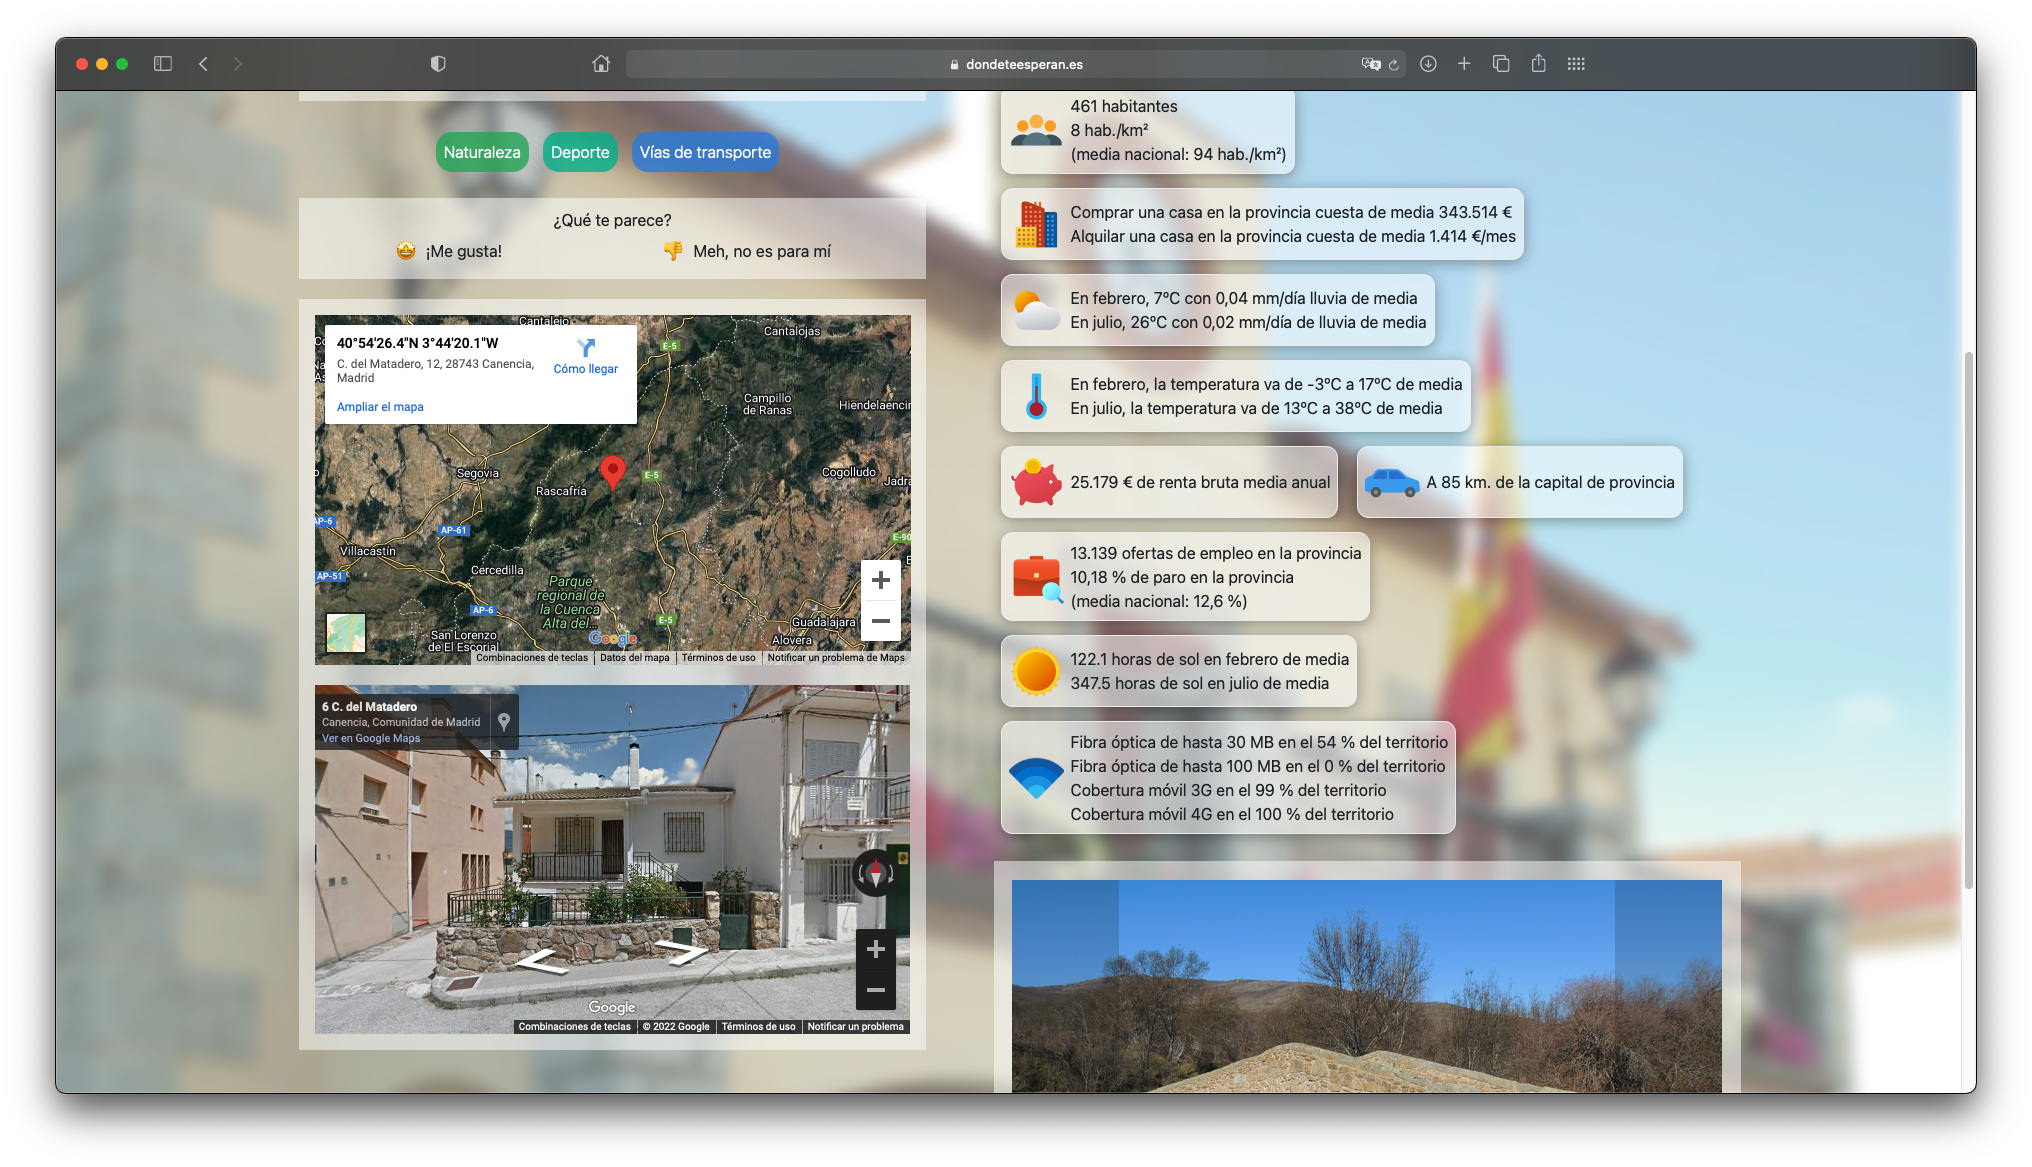 dondeteesperan.es
Naturaleza
Deporte
Vías de transporte
¿Qué te parece?
🤩 ¡Me gusta!
👎 Meh, no es para mí
40°54'26.4"N 3°44'20.1"W
C. del Matadero, 12, 28743 Canencia,
Madrid
Cómo llegar
Ampliar el mapa
Cantalejo
Cantalojas
E-5
Campillo
de Ranas
Hiendelaencir
Segovia
Rascafría
E-5
Cogolludo
Jadra
AP-6
AP-61
Villacastín
E-90
AP-51
Cercedilla
Parque
regional de
la Cuenca
Alta del...
AP-6
E-5
San Lorenzo
de El Escorial
Guadalajara
Alovera
Google
Combinaciones de teclas
Datos del mapa
Términos de uso
Notificar un problema de Maps
6 C. del Matadero
Canencia, Comunidad de Madrid
Ver en Google Maps
Google
Combinaciones de teclas
© 2022 Google
Términos de uso
Notificar un problema
461 habitantes
8 hab./km²
(media nacional: 94 hab./km²)
Comprar una casa en la provincia cuesta de media 343.514 €
Alquilar una casa en la provincia cuesta de media 1.414 €/mes
En febrero, 7ºC con 0,04 mm/día lluvia de media
En julio, 26ºC con 0,02 mm/día de lluvia de media
En febrero, la temperatura va de -3ºC a 17ºC de media
En julio, la temperatura va de 13ºC a 38ºC de media
25.179 € de renta bruta media anual
A 85 km. de la capital de provincia
13.139 ofertas de empleo en la provincia
10,18 % de paro en la provincia
(media nacional: 12,6 %)
122.1 horas de sol en febrero de media
347.5 horas de sol en julio de media
Fibra óptica de hasta 30 MB en el 54 % del territorio
Fibra óptica de hasta 100 MB en el 0 % del territorio
Cobertura móvil 3G en el 99 % del territorio
Cobertura móvil 4G en el 100 % del territorio